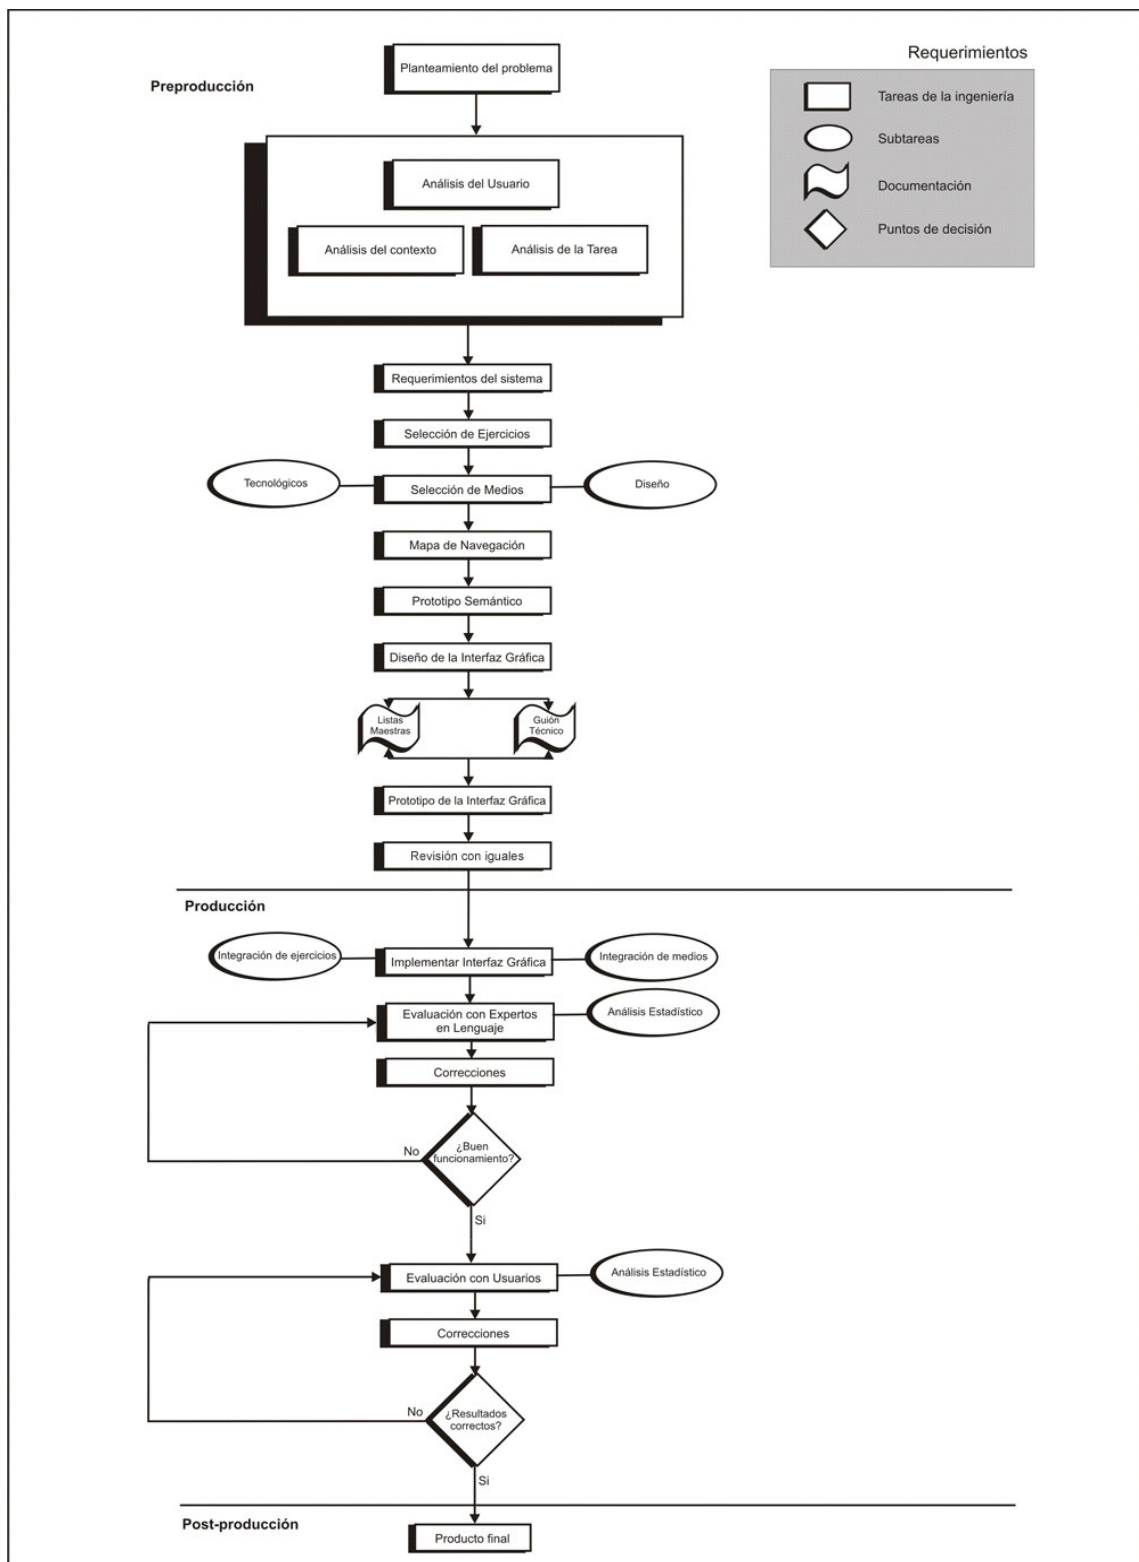 Requerimientos
Tareas de la ingeniería
Subtareas
Documentación
Puntos de decisión
Preproducción
Planteamiento del problema
Análisis del Usuario
Análisis del contexto
Análisis de la Tarea
Requerimientos del sistema
Selección de Ejercicios
Tecnológicos
Selección de Medios
Diseño
Mapa de Navegación
Prototipo Semántico
Diseño de la Interfaz Gráfica
Listas
Maestras
Guión
Técnico
Prototipo de la Interfaz Gráfica
Revisión con iguales
Producción
Integración de ejercicios
Implementar Interfaz Gráfica
Integración de medios
Evaluación con Expertos
en Lenguaje
Análisis Estadístico
Correcciones
¿Buen
funcionamiento?
No
Si
Evaluación con Usuarios
Análisis Estadístico
Correcciones
¿Resultados
correctos?
No
Si
Post-producción
Producto final